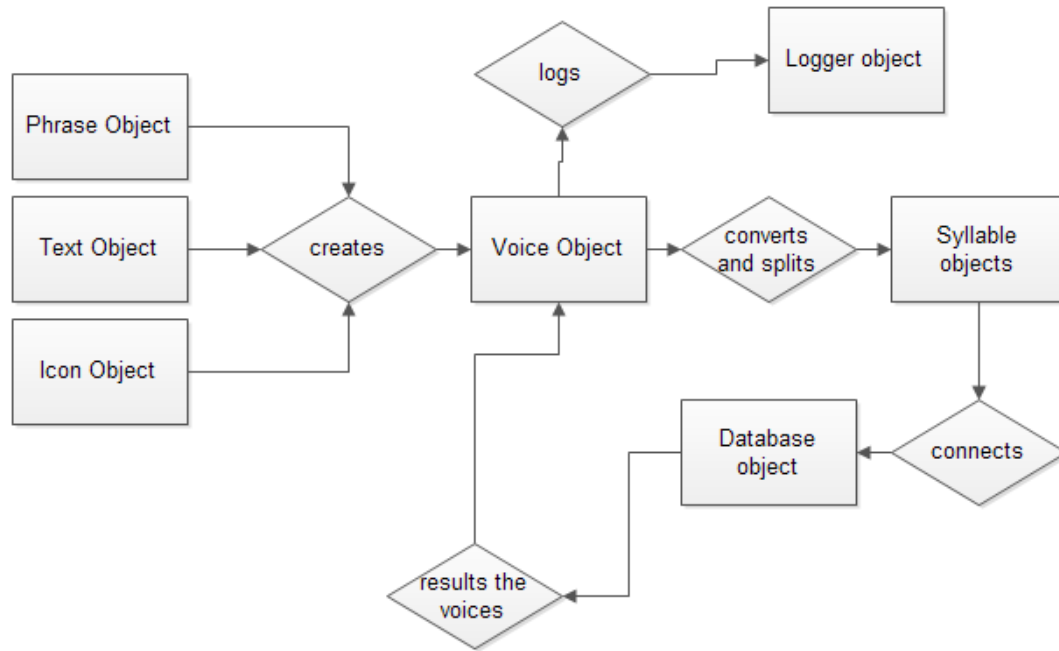 logs
Logger object
Phrase Object
Text Object
creates
Voice Object
converts
and splits
Syllable
objects
Icon Object
Database
object
connects
results the
voices